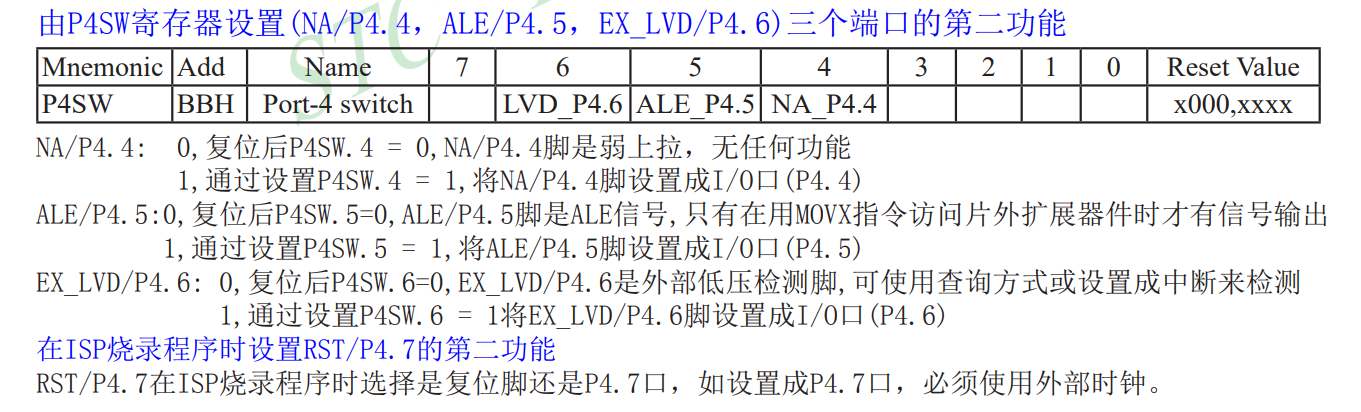 由P4SW寄存器设置(NA/P4.4，ALE/P4.5，EX_LVD/P4.6)三个端口的第二功能
Mnemonic Add Name 7 6 5 4 3 2 1 0 Reset Value
P4SW BBH Port-4 switch LVD_P4.6 ALE_P4.5 NA_P4.4 x000,xxxx
NA/P4.4: 0,复位后P4SW.4 = 0,NA/P4.4脚是弱上拉，无任何功能
1,通过设置P4SW.4 = 1,将NA/P4.4脚设置成I/O口(P4.4)
ALE/P4.5:0,复位后P4SW.5=0,ALE/P4.5脚是ALE信号,只有在用MOVX指令访问片外扩展器件时才有信号输出
1,通过设置P4SW.5 = 1,将ALE/P4.5脚设置成I/O口(P4.5)
EX_LVD/P4.6: 0,复位后P4SW.6=0,EX_LVD/P4.6是外部低压检测脚,可使用查询方式或设置成中断来检测
1,通过设置P4SW.6 = 1将EX_LVD/P4.6脚设置成I/O口(P4.6)
在ISP烧录程序时设置RST/P4.7的第二功能
RST/P4.7在ISP烧录程序时选择是复位脚还是P4.7口，如设置成P4.7口，必须使用外部时钟。
STC